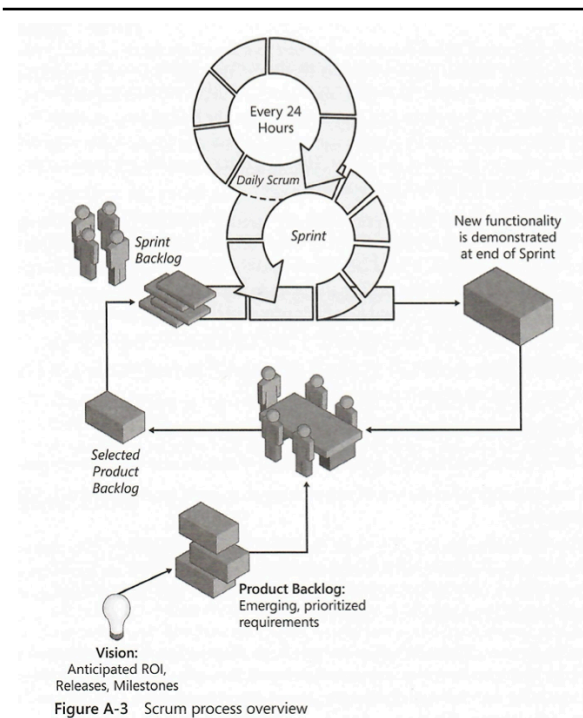 Every 24
Hours
Daily Scrum
Sprint
Backlog
Sprint
New functionality
is demonstrated
at end of Sprint
Selected
Product
Backlog
Product Backlog:
Emerging, prioritized
requirements
Vision:
Anticipated ROI,
Releases, Milestones
Figure A-3 Scrum process overview